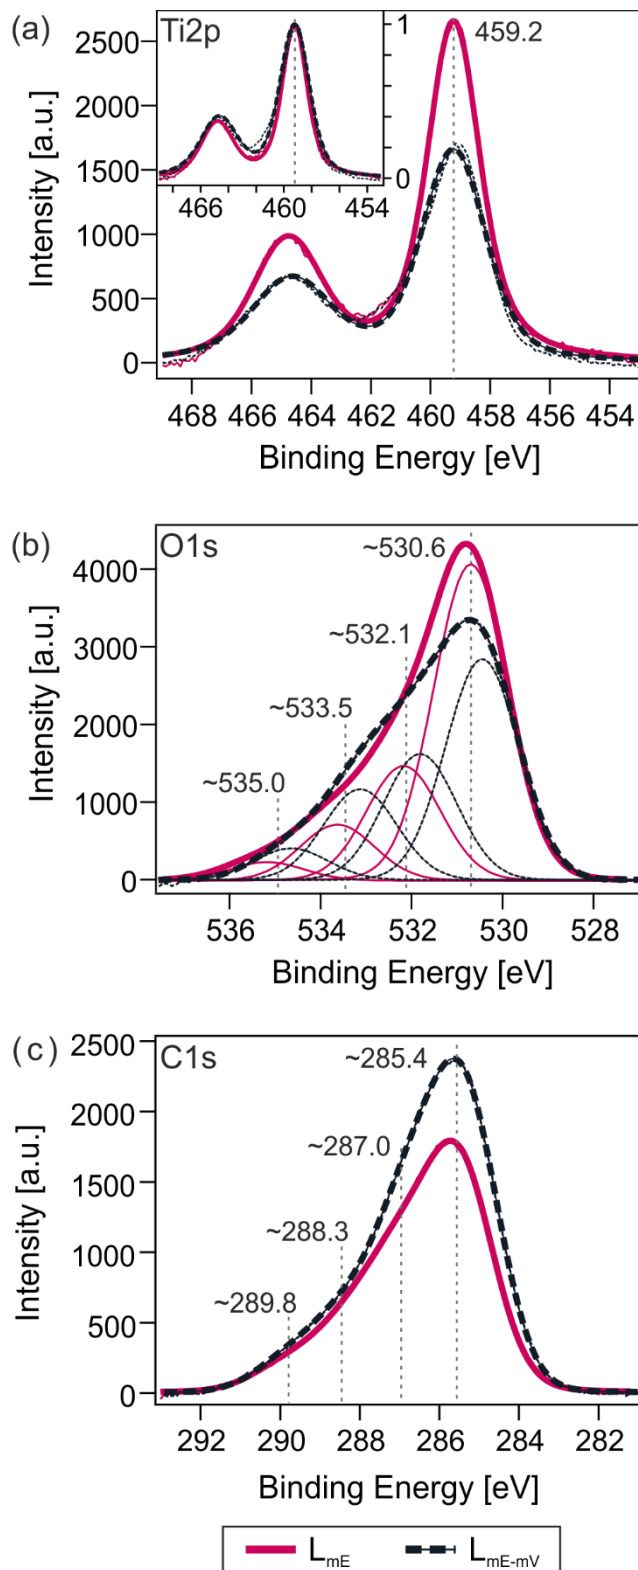 (a)
Ti2p
459.2
1
0
466 460 454
2500
2000
1500
1000
500
0
Intensity [a.u.]
468 466 464 462 460 458 456 454
Binding Energy [eV]
(b)
O1s
~530.6
~532.1
~533.5
~535.0
4000
3000
2000
1000
0
Intensity [a.u.]
536 534 532 530 528
Binding Energy [eV]
(c)
C1s
~285.4
~287.0
~288.3
~289.8
2500
2000
1500
1000
500
0
Intensity [a.u.]
292 290 288 286 284 282
Binding Energy [eV]
LmE LmE-mV